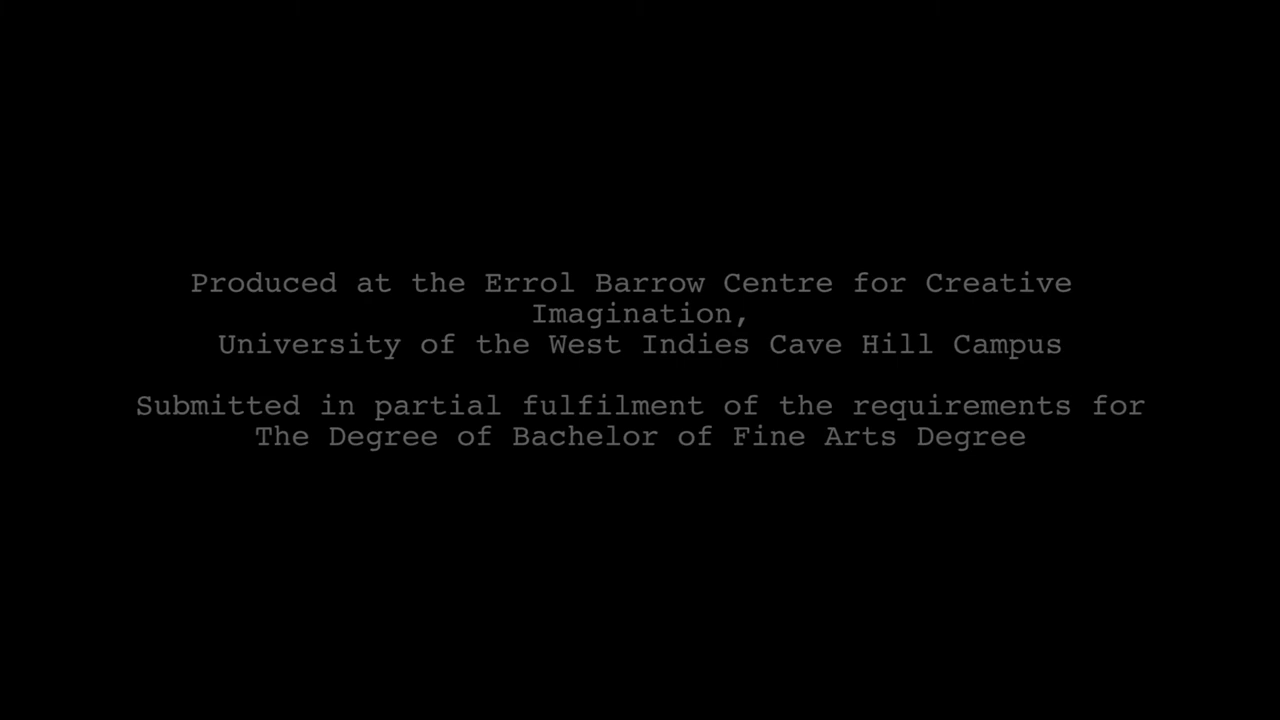 Produced at the Errol Barrow Centre for Creative
Imagination,
University of the West Indies Cave Hill Campus
Submitted in partial fulfilment of the requirements for
The Degree of Bachelor of Fine Arts Degree